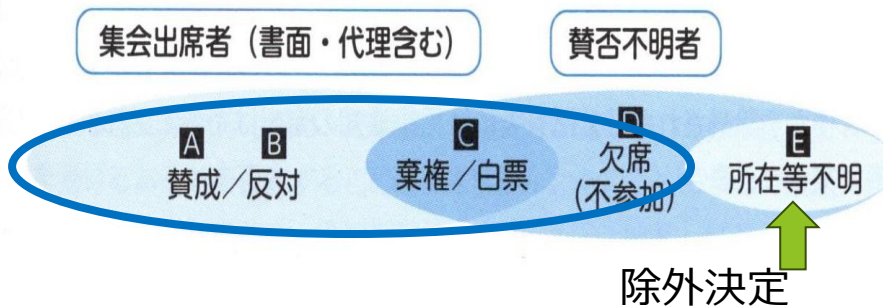 集会出席者（書面・代理含む）
賛否不明者
A B
賛成／反対
C
棄権／白票
D
欠席
(不参加)
E
所在等不明
除外決定